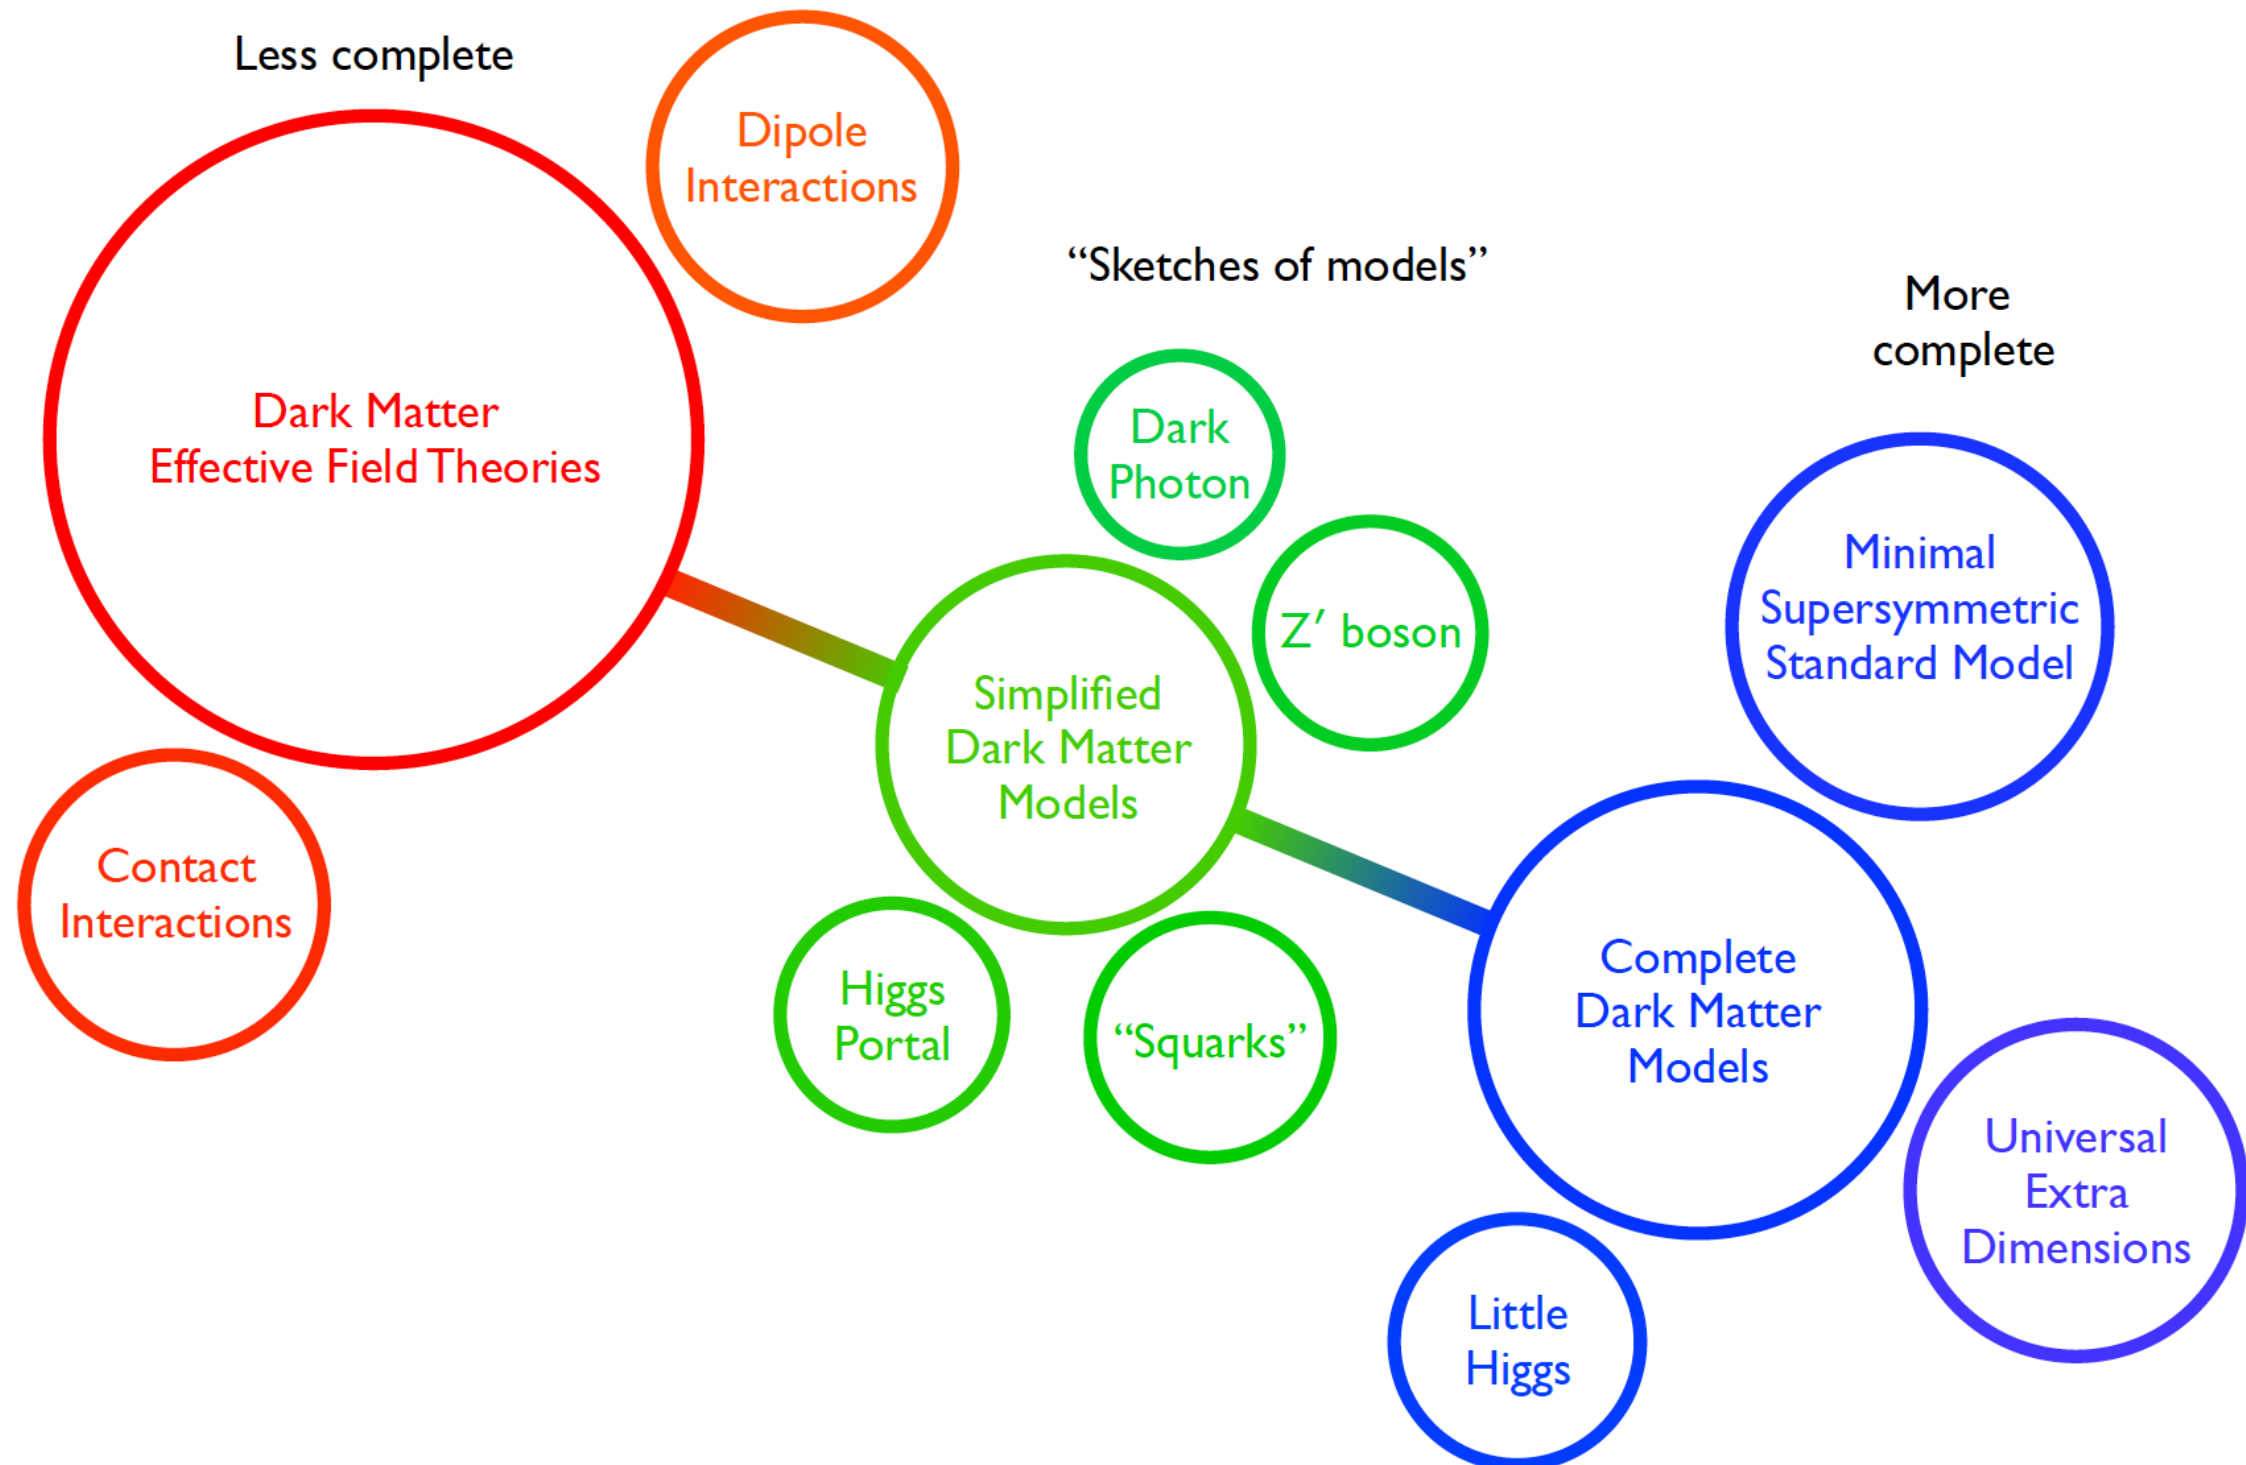 Less complete
Dipole
Interactions
“Sketches of models”
More
complete
Dark Matter
Effective Field Theories
Dark
Photon
Z′ boson
Minimal
Supersymmetric
Standard Model
Simplified
Dark Matter
Models
Contact
Interactions
Higgs
Portal
“Squarks”
Complete
Dark Matter
Models
Universal
Extra
Dimensions
Little
Higgs